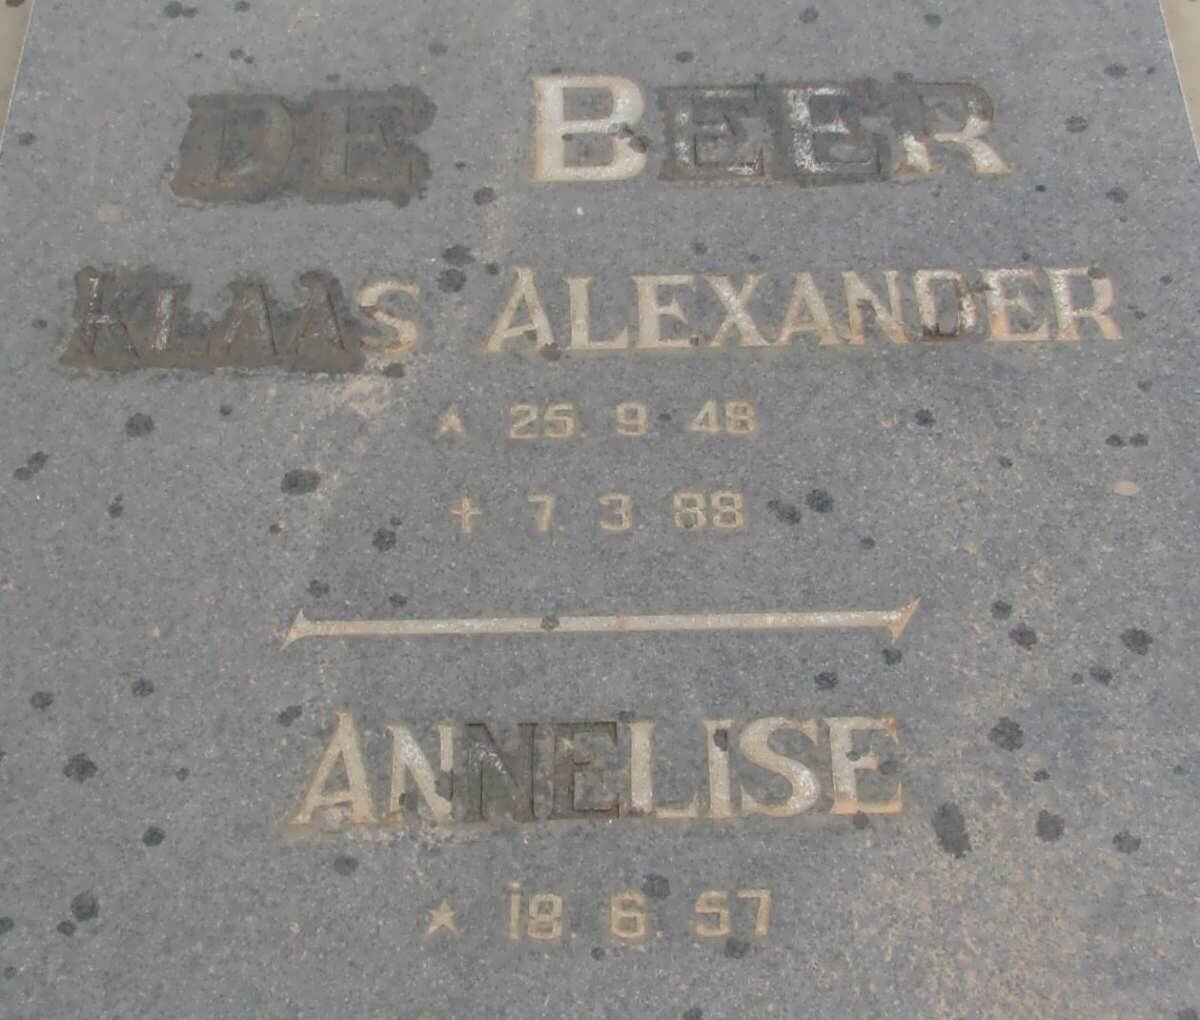 DE BEER
KLAAS ALEXANDER
* 25. 9. 48
† 7. 3. 88
ANNELISE
* 18. 6. 57